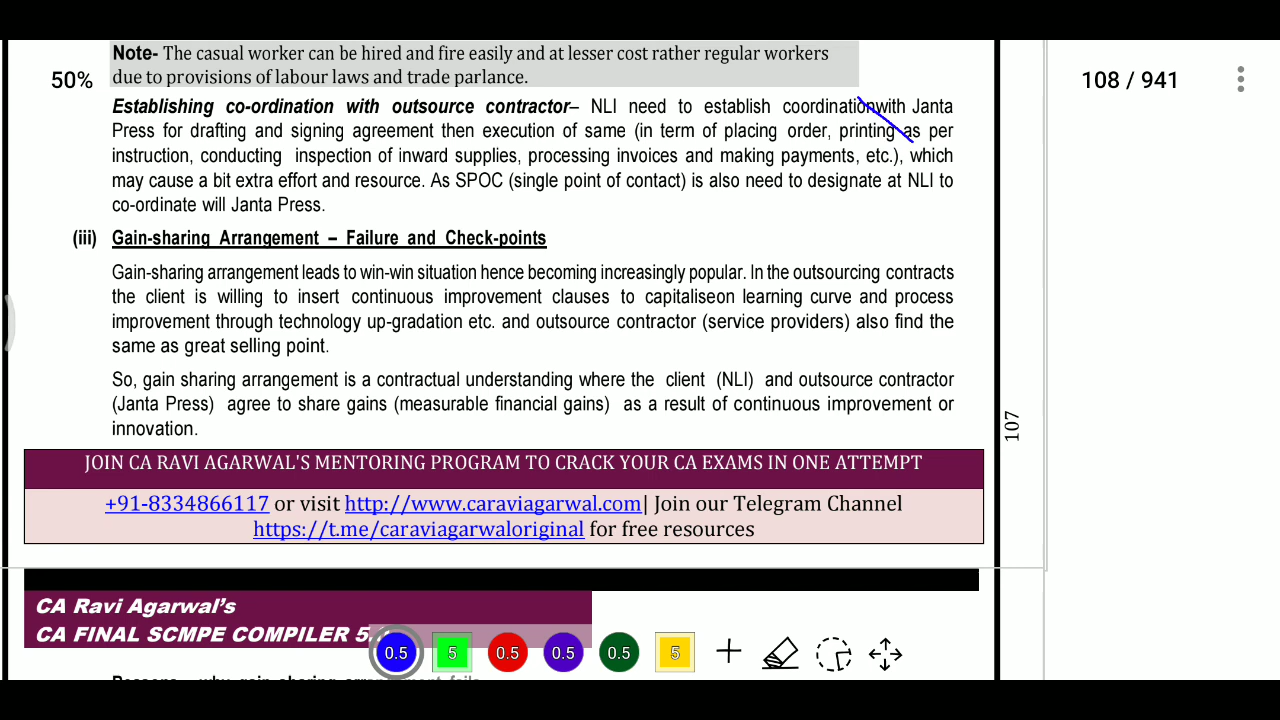 Note- The casual worker can be hired and fire easily and at lesser cost rather regular workers
due to provisions of labour laws and trade parlance.
50%
108 / 941
Establishing co-ordination with outsource contractor– NLI need to establish coordinationwith Janta
Press for drafting and signing agreement then execution of same (in term of placing order, printing as per
instruction, conducting inspection of inward supplies, processing invoices and making payments, etc.), which
may cause a bit extra effort and resource. As SPOC (single point of contact) is also need to designate at NLI to
co-ordinate will Janta Press.
(iii) Gain-sharing Arrangement – Failure and Check-points
Gain-sharing arrangement leads to win-win situation hence becoming increasingly popular. In the outsourcing contracts
the client is willing to insert continuous improvement clauses to capitaliseon learning curve and process
improvement through technology up-gradation etc. and outsource contractor (service providers) also find the
same as great selling point.
So, gain sharing arrangement is a contractual understanding where the client (NLI) and outsource contractor
(Janta Press) agree to share gains (measurable financial gains) as a result of continuous improvement or
innovation.
107
JOIN CA RAVI AGARWAL'S MENTORING PROGRAM TO CRACK YOUR CA EXAMS IN ONE ATTEMPT
+91-8334866117 or visit http://www.caraviagarwal.com| Join our Telegram Channel
https://t.me/caraviagarwaloriginal for free resources
CA Ravi Agarwal's
CA FINAL SCMPE COMPILER 5.
0.5 5 0.5 0.5 0.5 5